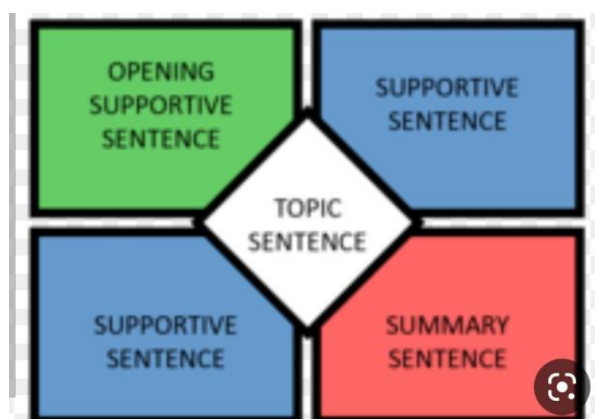 OPENING
SUPPORTIVE
SENTENCE
SUPPORTIVE
SENTENCE
TOPIC
SENTENCE
SUPPORTIVE
SENTENCE
SUMMARY
SENTENCE